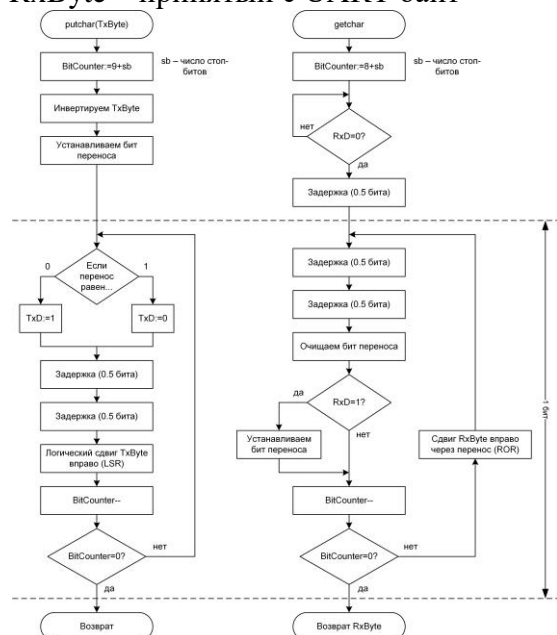 RxByte – принятый с UART байт
putchar(TxByte)
BitCounter:=9+sb
sb – число стоп-
битов
Инвертируем TxByte
Устанавливаем бит
переноса
0
Если
перенос
равен...
1
TxD:=1
TxD:=0
Задержка (0.5 бита)
Задержка (0.5 бита)
Логический сдвиг TxByte
вправо (LSR)
BitCounter--
BitCounter=0?
нет
да
Возврат
getchar
BitCounter:=8+sb
sb – число стоп-
битов
нет
RxD=0?
да
Задержка (0.5 бита)
Задержка (0.5 бита)
Задержка (0.5 бита)
Очищаем бит переноса
да
RxD=1?
нет
Устанавливаем
бит переноса
Сдвиг RxByte вправо
через перенос (ROR)
BitCounter--
BitCounter=0?
нет
да
Возврат RxByte
1 бит